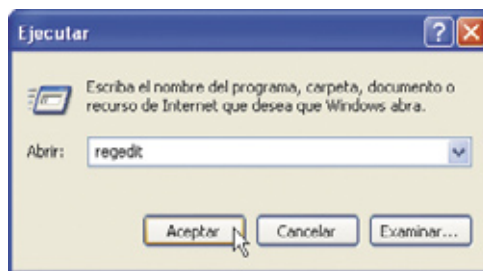 Ejecutar
Escriba el nombre del programa, carpeta, documento o
recurso de Internet que desea que Windows abra.
Abrir: regedit
Aceptar Cancelar Examinar...